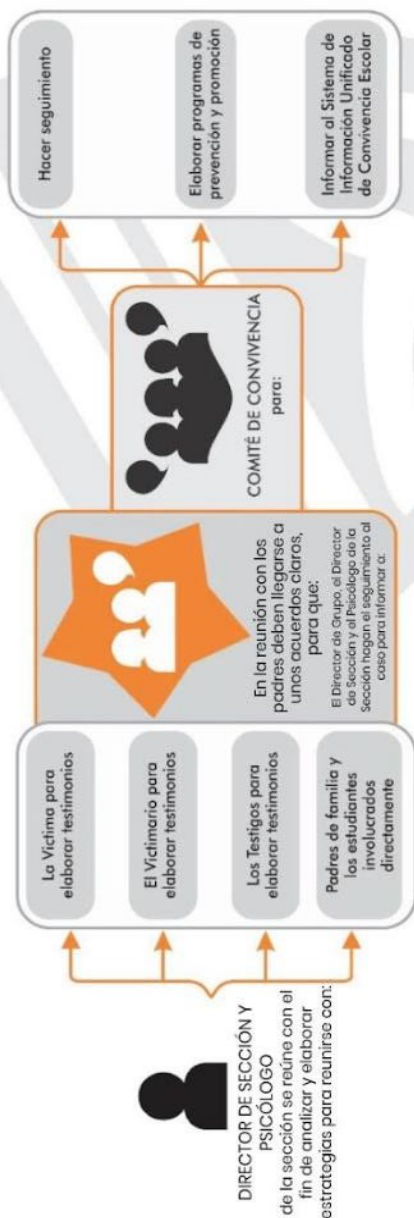 DIRECTOR DE SECCIÓN Y
PSICÓLOGO
de la sección se reúne con el
fin de analizar y elaborar
estrategias para reunirse con:
La Victima para
elaborar testimonios
El Victimario para
elaborar testimonios
Los Testigos para
elaborar testimonios
Padres de familia y
los estudiantes
involucrados
directamente
En la reunión con los
padres deben llegarse a
unos acuerdos claros,
para que:
El Director de Grupo, el Director
de Sección y el Psicólogo de la
Sección hagan el seguimiento al
caso para informar a:
COMITÉ DE CONVIVENCIA
para:
Hacer seguimiento
Elaborar programas de
prevención y promoción
Informar al Sistema de
Información Unificado
de Convivencia Escolar